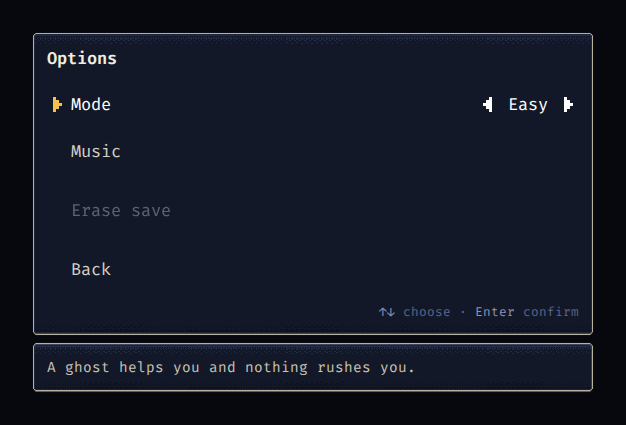 Options
Mode Easy
Music
Erase save
Back
↑↓ choose · Enter confirm
A ghost helps you and nothing rushes you.